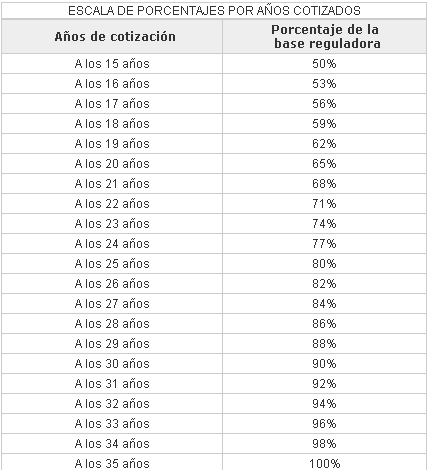 ESCALA DE PORCENTAJES POR AÑOS COTIZADOS
Años de cotización Porcentaje de la
base reguladora
A los 15 años 50%
A los 16 años 53%
A los 17 años 56%
A los 18 años 59%
A los 19 años 62%
A los 20 años 65%
A los 21 años 68%
A los 22 años 71%
A los 23 años 74%
A los 24 años 77%
A los 25 años 80%
A los 26 años 82%
A los 27 años 84%
A los 28 años 86%
A los 29 años 88%
A los 30 años 90%
A los 31 años 92%
A los 32 años 94%
A los 33 años 96%
A los 34 años 98%
A los 35 años 100%